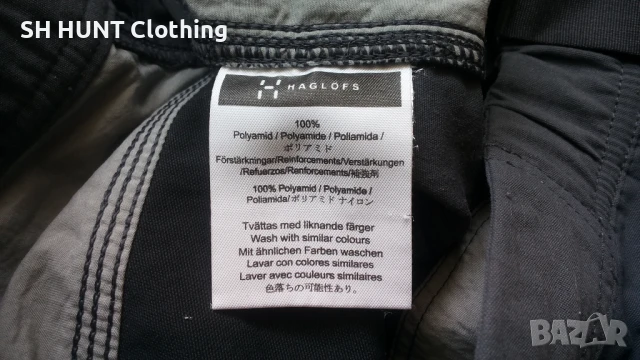 SH HUNT Clothing
HAGLÖFS
100%
Polyamid / Polyamide / Poliamida /
ポリアミド
Förstärkningar/Reinforcements/Verstärkungen
/Refuerzos/Reinforcements/補強剤
100% Polyamid / Polyamide /
Poliamida/ポリアミド ナイロン
Tvättas med liknande färger
Wash with similar colours
Mit ähnlichen Farben waschen
Lavar con colores similares
Laver avec couleurs similaires
色落ちの可能性あり。
BAZAR